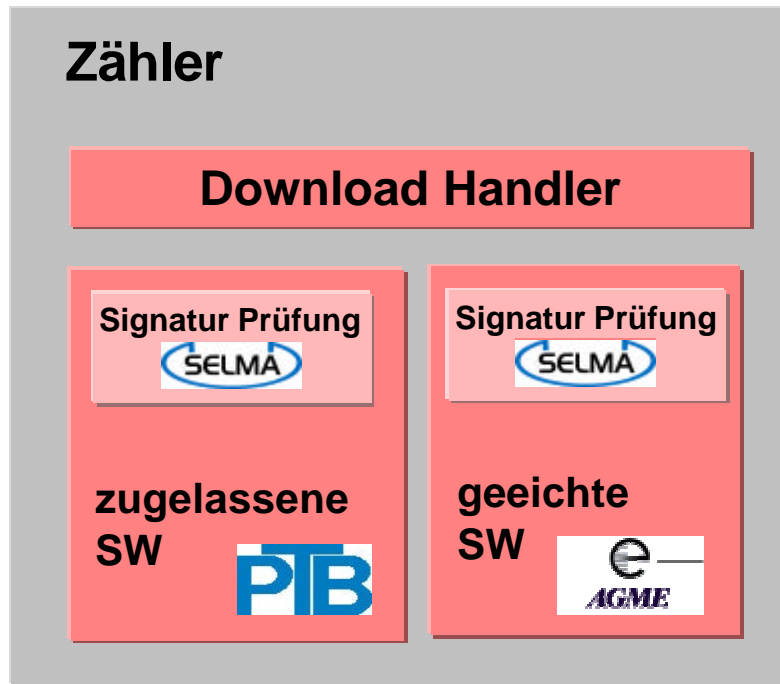 Zähler
Download Handler
Signatur Prüfung
SELMA
zugelassene
SW
PTB
Signatur Prüfung
SELMA
geeichte
SW
e
AGME